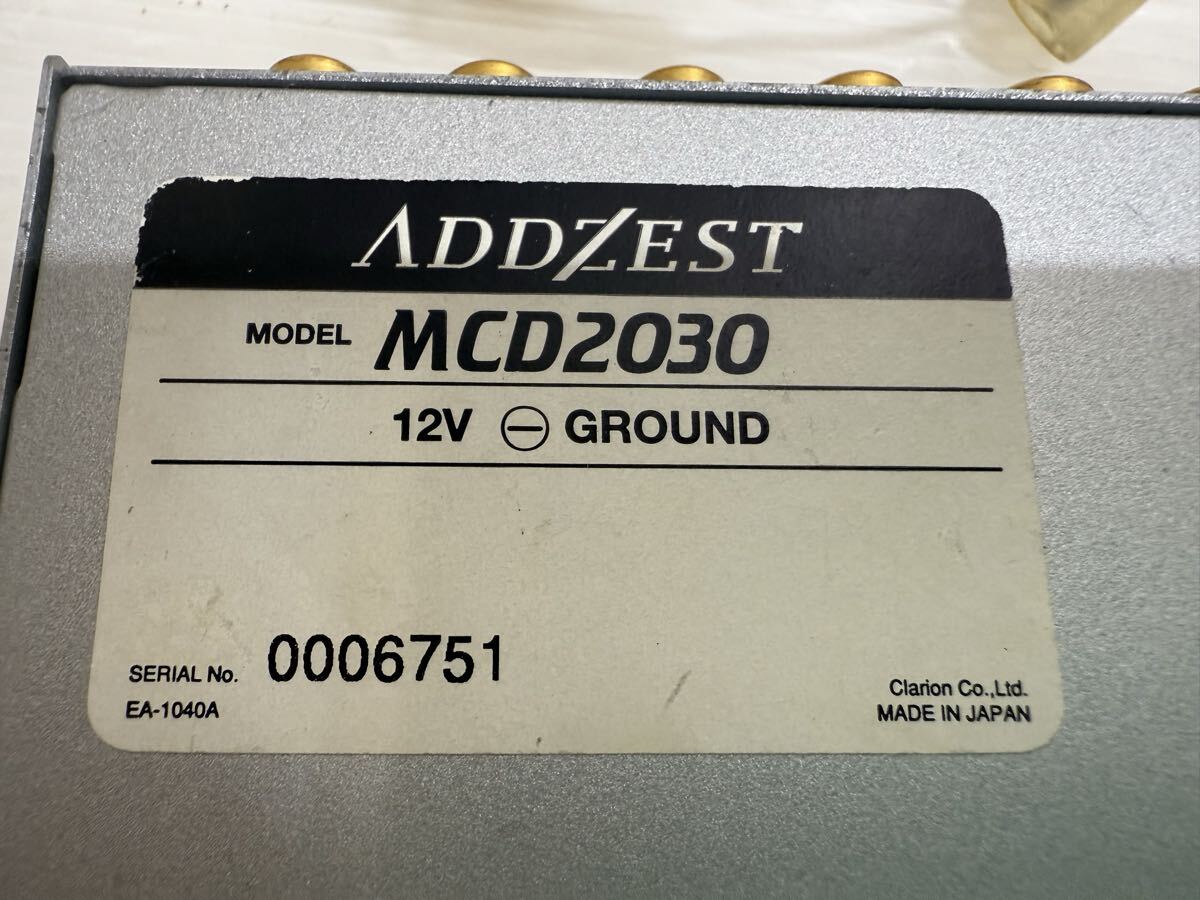 ADDZEST
MODEL MCD2030
12V ⊖ GROUND
SERIAL No. 0006751
EA-1040A
Clarion Co.,Ltd.
MADE IN JAPAN